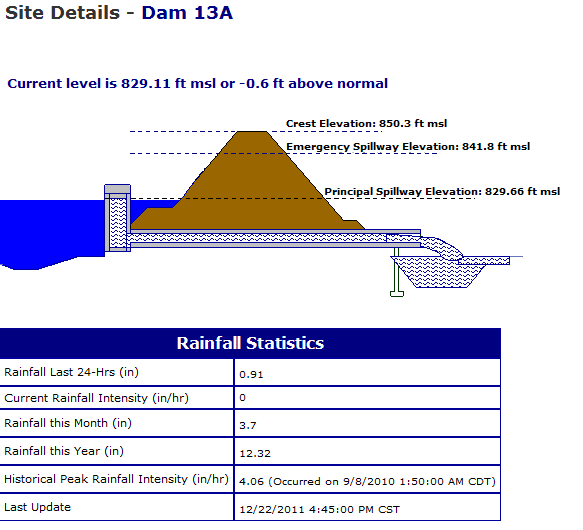 Site Details - Dam 13A
Current level is 829.11 ft msl or -0.6 ft above normal
Crest Elevation: 850.3 ft msl
Emergency Spillway Elevation: 841.8 ft msl
Principal Spillway Elevation: 829.66 ft msl
Rainfall Statistics
Rainfall Last 24-Hrs (in) 0.91
Current Rainfall Intensity (in/hr) 0
Rainfall this Month (in) 3.7
Rainfall this Year (in) 12.32
Historical Peak Rainfall Intensity (in/hr) 4.06 (Occurred on 9/8/2010 1:50:00 AM CDT)
Last Update 12/22/2011 4:45:00 PM CST